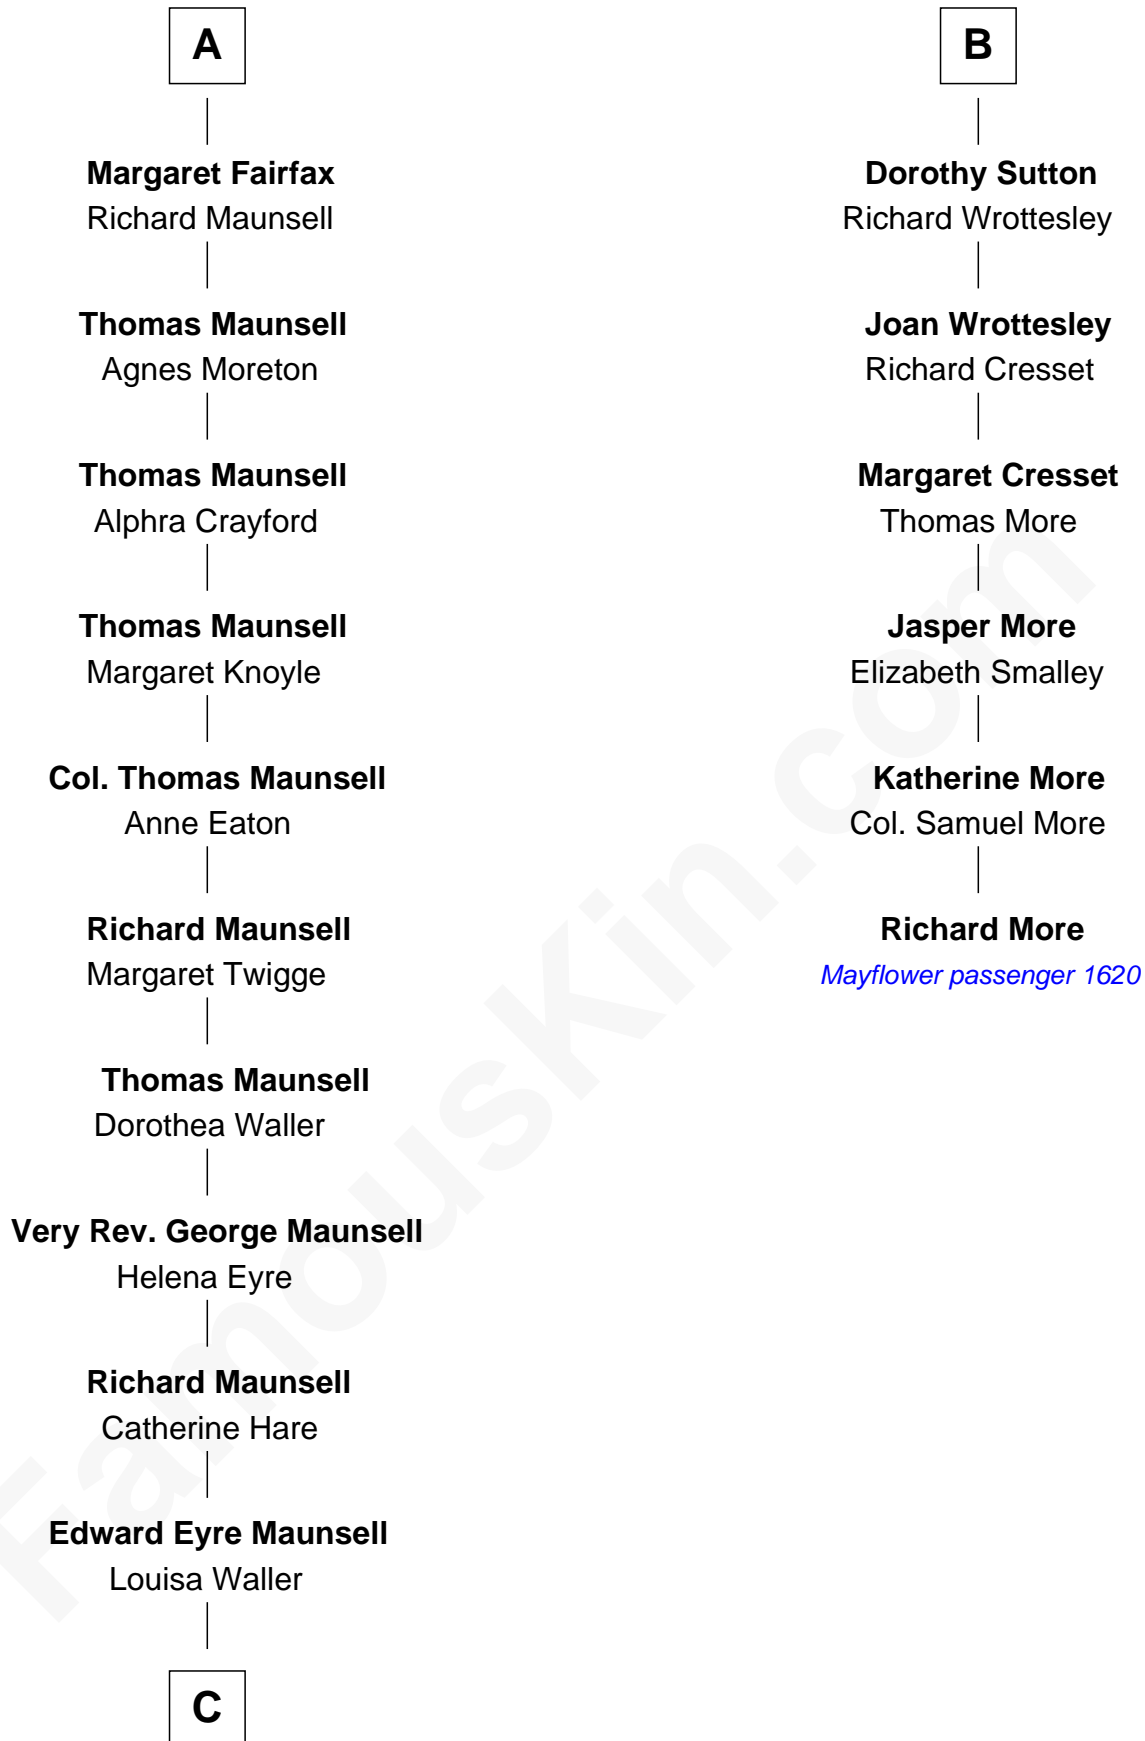 A
Margaret Fairfax
Richard Maunsell
Thomas Maunsell
Agnes Moreton
Thomas Maunsell
Alphra Crayford
Thomas Maunsell
Margaret Knoyle
Col. Thomas Maunsell
Anne Eaton
Richard Maunsell
Margaret Twigge
Thomas Maunsell
Dorothea Waller
Very Rev. George Maunsell
Helena Eyre
Richard Maunsell
Catherine Hare
Edward Eyre Maunsell
Louisa Waller
C
B
Dorothy Sutton
Richard Wrottesley
Joan Wrottesley
Richard Cresset
Margaret Cresset
Thomas More
Jasper More
Elizabeth Smalley
Katherine More
Col. Samuel More
Richard More
Mayflower passenger 1620
FamousKin.com